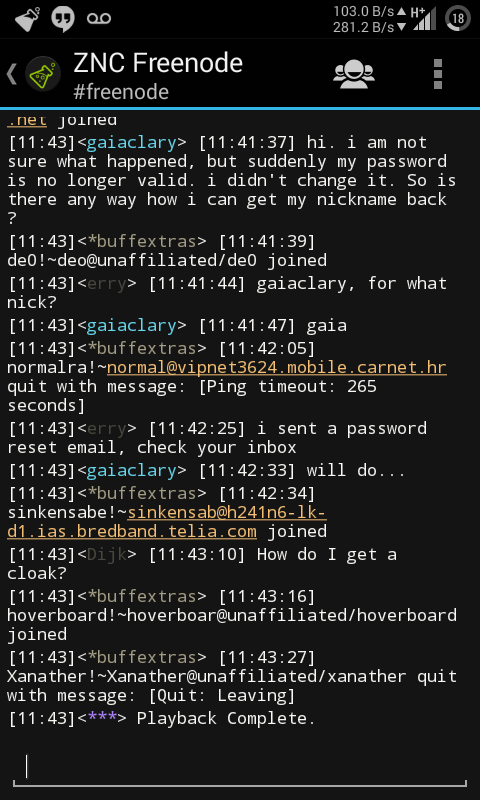 103.0 B/s
281.2 B/s
H+
18
ZNC Freenode
#freenode
.net joined
[11:43]<gaiaclary> [11:41:37] hi. i am not
sure what happened, but suddenly my password
is no longer valid. i didn't change it. So is
there any way how i can get my nickname back
?
[11:43]<*buffextras> [11:41:39]
de0!~deo@unaffiliated/de0 joined
[11:43]<erry> [11:41:44] gaiaclary, for what
nick?
[11:43]<gaiaclary> [11:41:47] gaia
[11:43]<*buffextras> [11:42:05]
normalra!~normal@vipnet3624.mobile.carnet.hr
quit with message: [Ping timeout: 265
seconds]
[11:43]<erry> [11:42:25] i sent a password
reset email, check your inbox
[11:43]<gaiaclary> [11:42:33] will do...
[11:43]<*buffextras> [11:42:34]
sinkensabe!~sinkensab@h241n6-lk-
d1.ias.bredband.telia.com joined
[11:43]<Dijk> [11:43:10] How do I get a
cloak?
[11:43]<*buffextras> [11:43:16]
hoverboard!~hoverboar@unaffiliated/hoverboard
joined
[11:43]<*buffextras> [11:43:27]
Xanather!~Xanather@unaffiliated/xanather quit
with message: [Quit: Leaving]
[11:43]<***> Playback Complete.